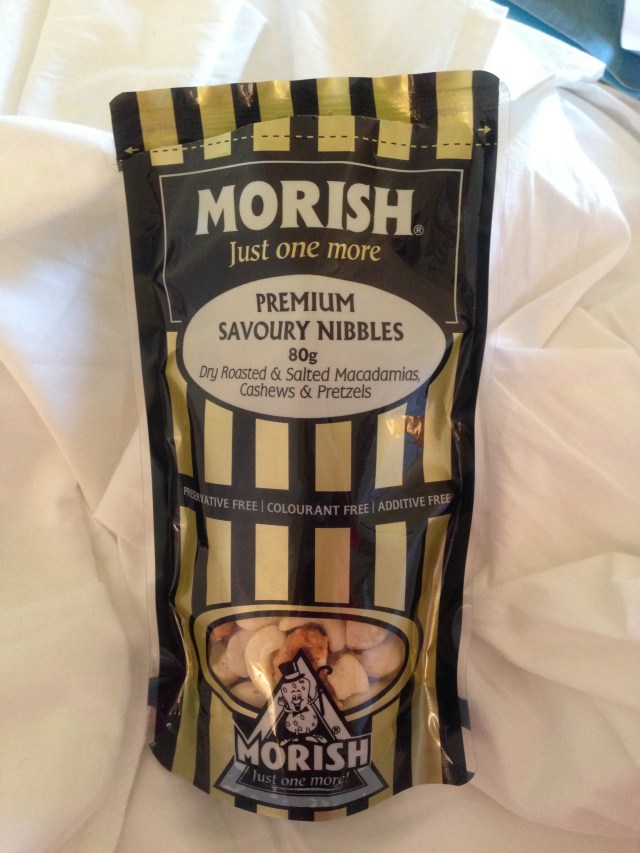 MORISH®
Just one more
PREMIUM
SAVOURY NIBBLES
80g
Dry Roasted & Salted Macadamias,
Cashews & Pretzels
PRESERVATIVE FREE | COLOURANT FREE | ADDITIVE FREE
MORISH®
Just one more!